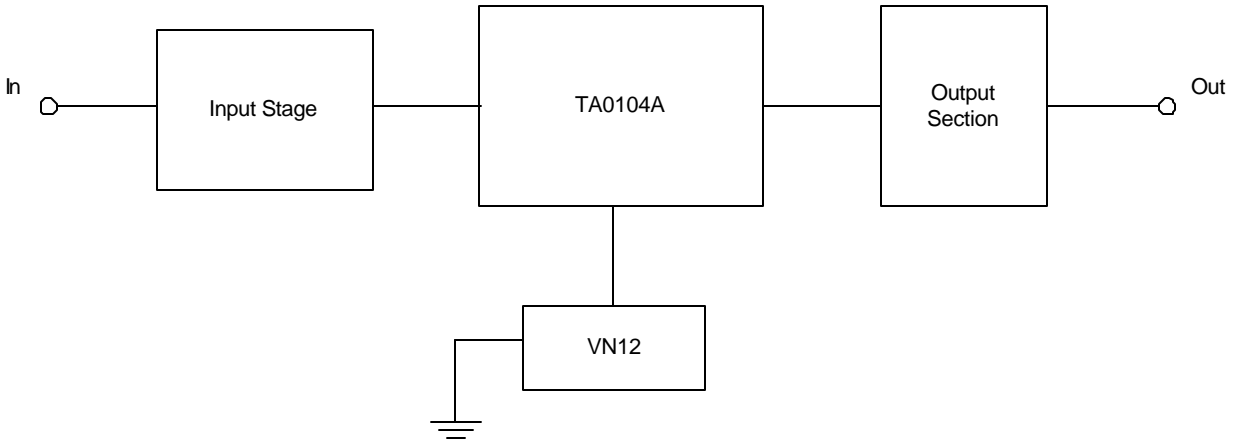 In
Input Stage
TA0104A
Output
Section
Out
VN12